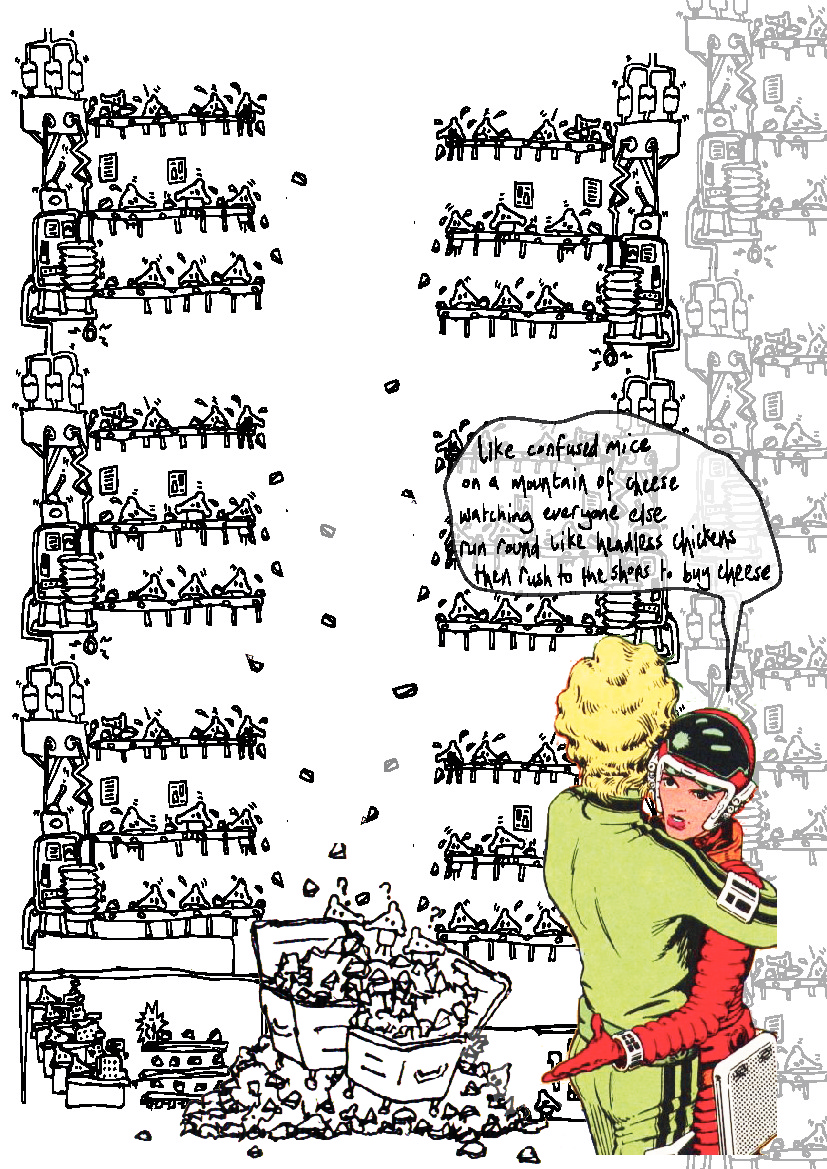 Like confused mice
on a mountain of cheese
watching everyone else
run round like headless chickens
then rush to the shops to buy cheese
? ?
?